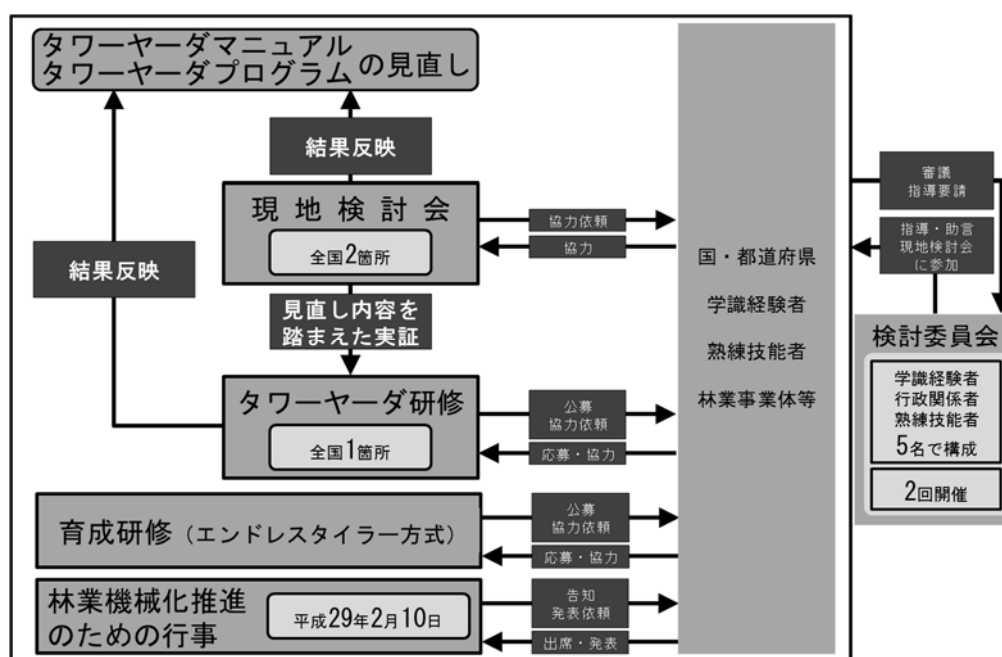 タワーヤーダマニュアル
タワーヤーダプログラム の見直し
結果反映
現地検討会
全国2箇所
協力依頼
協力
結果反映
見直し内容を
踏まえた実証
タワーヤーダ研修
全国1箇所
公募
協力依頼
応募・協力
育成研修（エンドレスタイラー方式）
公募
協力依頼
応募・協力
林業機械化推進
のための行事
平成29年2月10日
告知
発表依頼
出席・発表
国・都道府県
学識経験者
熟練技能者
林業事業体等
審議
指導要請
指導・助言
現地検討会
に参加
検討委員会
学識経験者
行政関係者
熟練技能者
5名で構成
2回開催